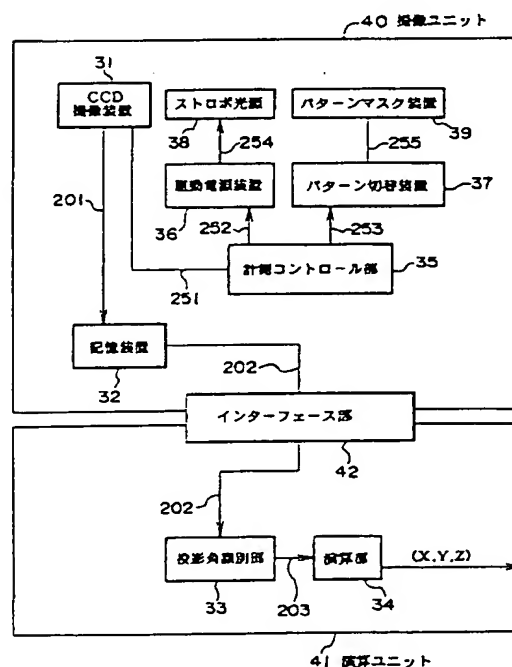 40 撮像ユニット
31
CCD
撮像装置
ストロボ光源
38
パターンマスク装置
39
254
255
201
駆動電源装置
36
パターン切替装置
37
252
253
計測コントロール部
35
251
記憶装置
32
202
インターフェース部
42
202
投影角識別部
33
203
演算部
34
(X,Y,Z)
41 演算ユニット